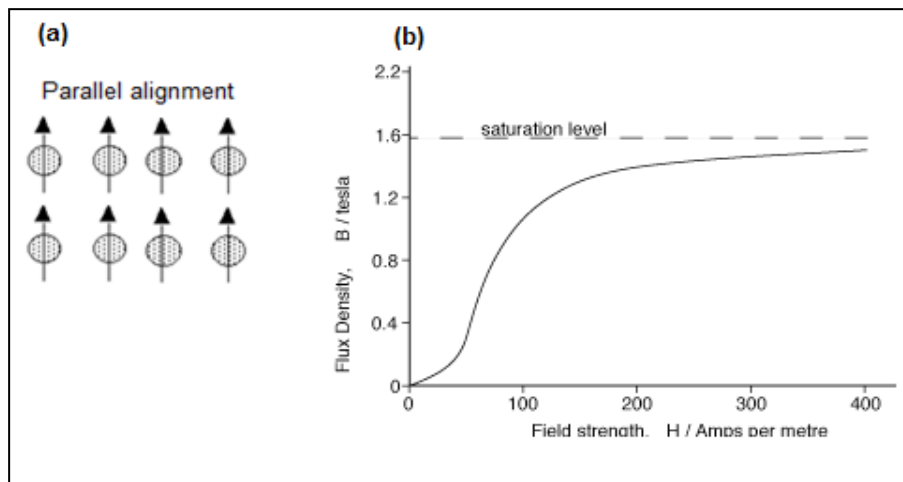 (a)
Parallel alignment
(b)
2.2
1.6
1.2
0.8
0.4
0
saturation level
Flux Density, B / tesla
0 100 200 300 400
Field strength, H / Amps per metre